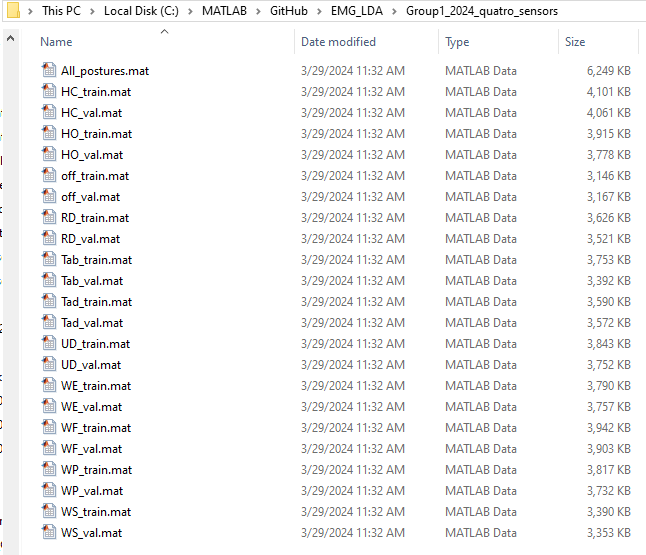 This PC > Local Disk (C:) > MATLAB > GitHub > EMG_LDA > Group1_2024_quatro_sensors
Name Date modified Type Size
All_postures.mat 3/29/2024 11:32 AM MATLAB Data 6,249 KB
HC_train.mat 3/29/2024 11:32 AM MATLAB Data 4,101 KB
HC_val.mat 3/29/2024 11:32 AM MATLAB Data 4,061 KB
HO_train.mat 3/29/2024 11:32 AM MATLAB Data 3,915 KB
HO_val.mat 3/29/2024 11:32 AM MATLAB Data 3,778 KB
off_train.mat 3/29/2024 11:32 AM MATLAB Data 3,146 KB
off_val.mat 3/29/2024 11:32 AM MATLAB Data 3,167 KB
RD_train.mat 3/29/2024 11:32 AM MATLAB Data 3,626 KB
RD_val.mat 3/29/2024 11:32 AM MATLAB Data 3,521 KB
Tab_train.mat 3/29/2024 11:32 AM MATLAB Data 3,753 KB
Tab_val.mat 3/29/2024 11:32 AM MATLAB Data 3,392 KB
Tad_train.mat 3/29/2024 11:32 AM MATLAB Data 3,590 KB
Tad_val.mat 3/29/2024 11:32 AM MATLAB Data 3,572 KB
UD_train.mat 3/29/2024 11:32 AM MATLAB Data 3,843 KB
UD_val.mat 3/29/2024 11:32 AM MATLAB Data 3,752 KB
WE_train.mat 3/29/2024 11:32 AM MATLAB Data 3,790 KB
WE_val.mat 3/29/2024 11:32 AM MATLAB Data 3,757 KB
WF_train.mat 3/29/2024 11:32 AM MATLAB Data 3,942 KB
WF_val.mat 3/29/2024 11:32 AM MATLAB Data 3,903 KB
WP_train.mat 3/29/2024 11:32 AM MATLAB Data 3,817 KB
WP_val.mat 3/29/2024 11:32 AM MATLAB Data 3,732 KB
WS_train.mat 3/29/2024 11:32 AM MATLAB Data 3,390 KB
WS_val.mat 3/29/2024 11:32 AM MATLAB Data 3,353 KB